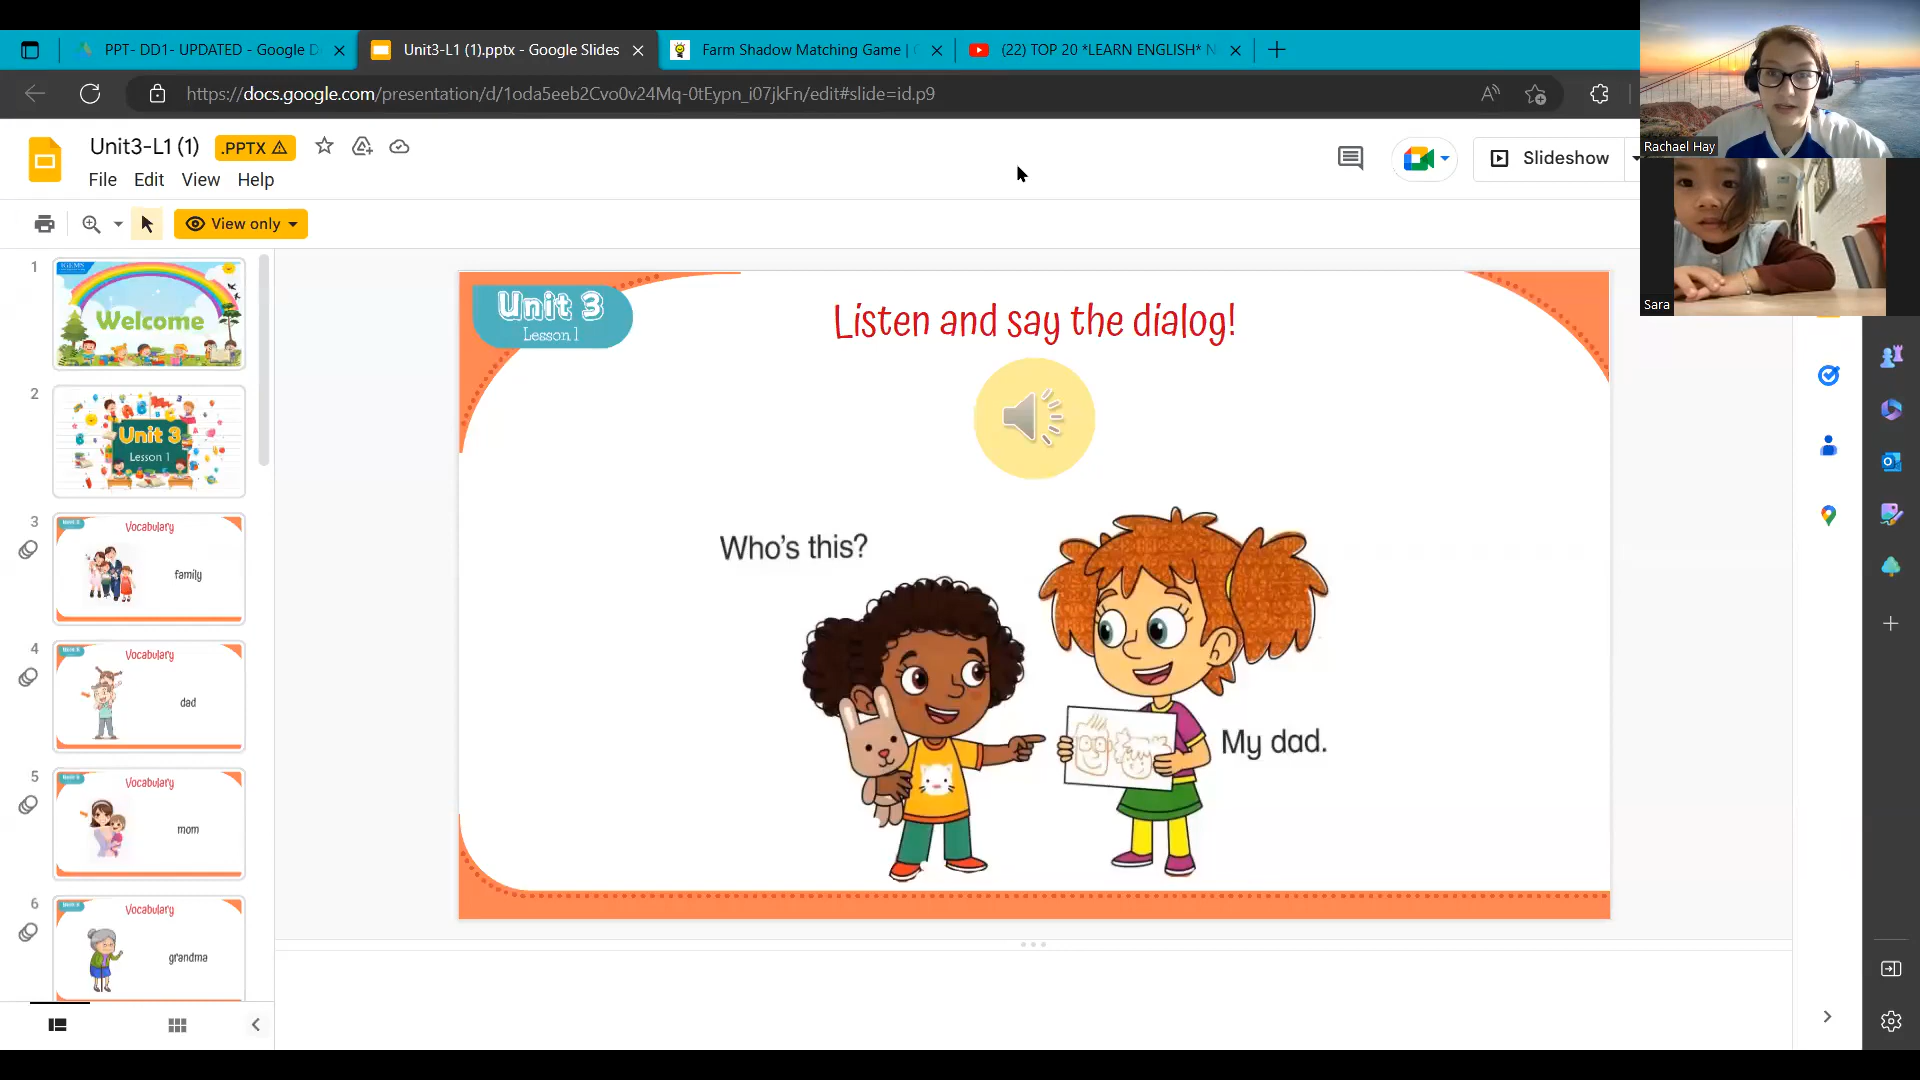 PPT- DD1- UPDATED - Google D
Unit3-L1 (1).pptx - Google Slides
Farm Shadow Matching Game |
(22) TOP 20 *LEARN ENGLISH* N
https://docs.google.com/presentation/d/1oda5eeb2Cvo0v24Mq-0tEypn_i07jkFn/edit#slide=id.p9
Unit3-L1 (1)
.PPTX
File Edit View Help
Slideshow
View only
Rachael Hay
Sara
1
Welcome
2
Unit 3
Lesson 1
3
Vocabulary
family
4
Vocabulary
dad
5
Vocabulary
mom
6
Vocabulary
grandma
Unit 3
Lesson 1
Listen and say the dialog!
Who's this?
My dad.